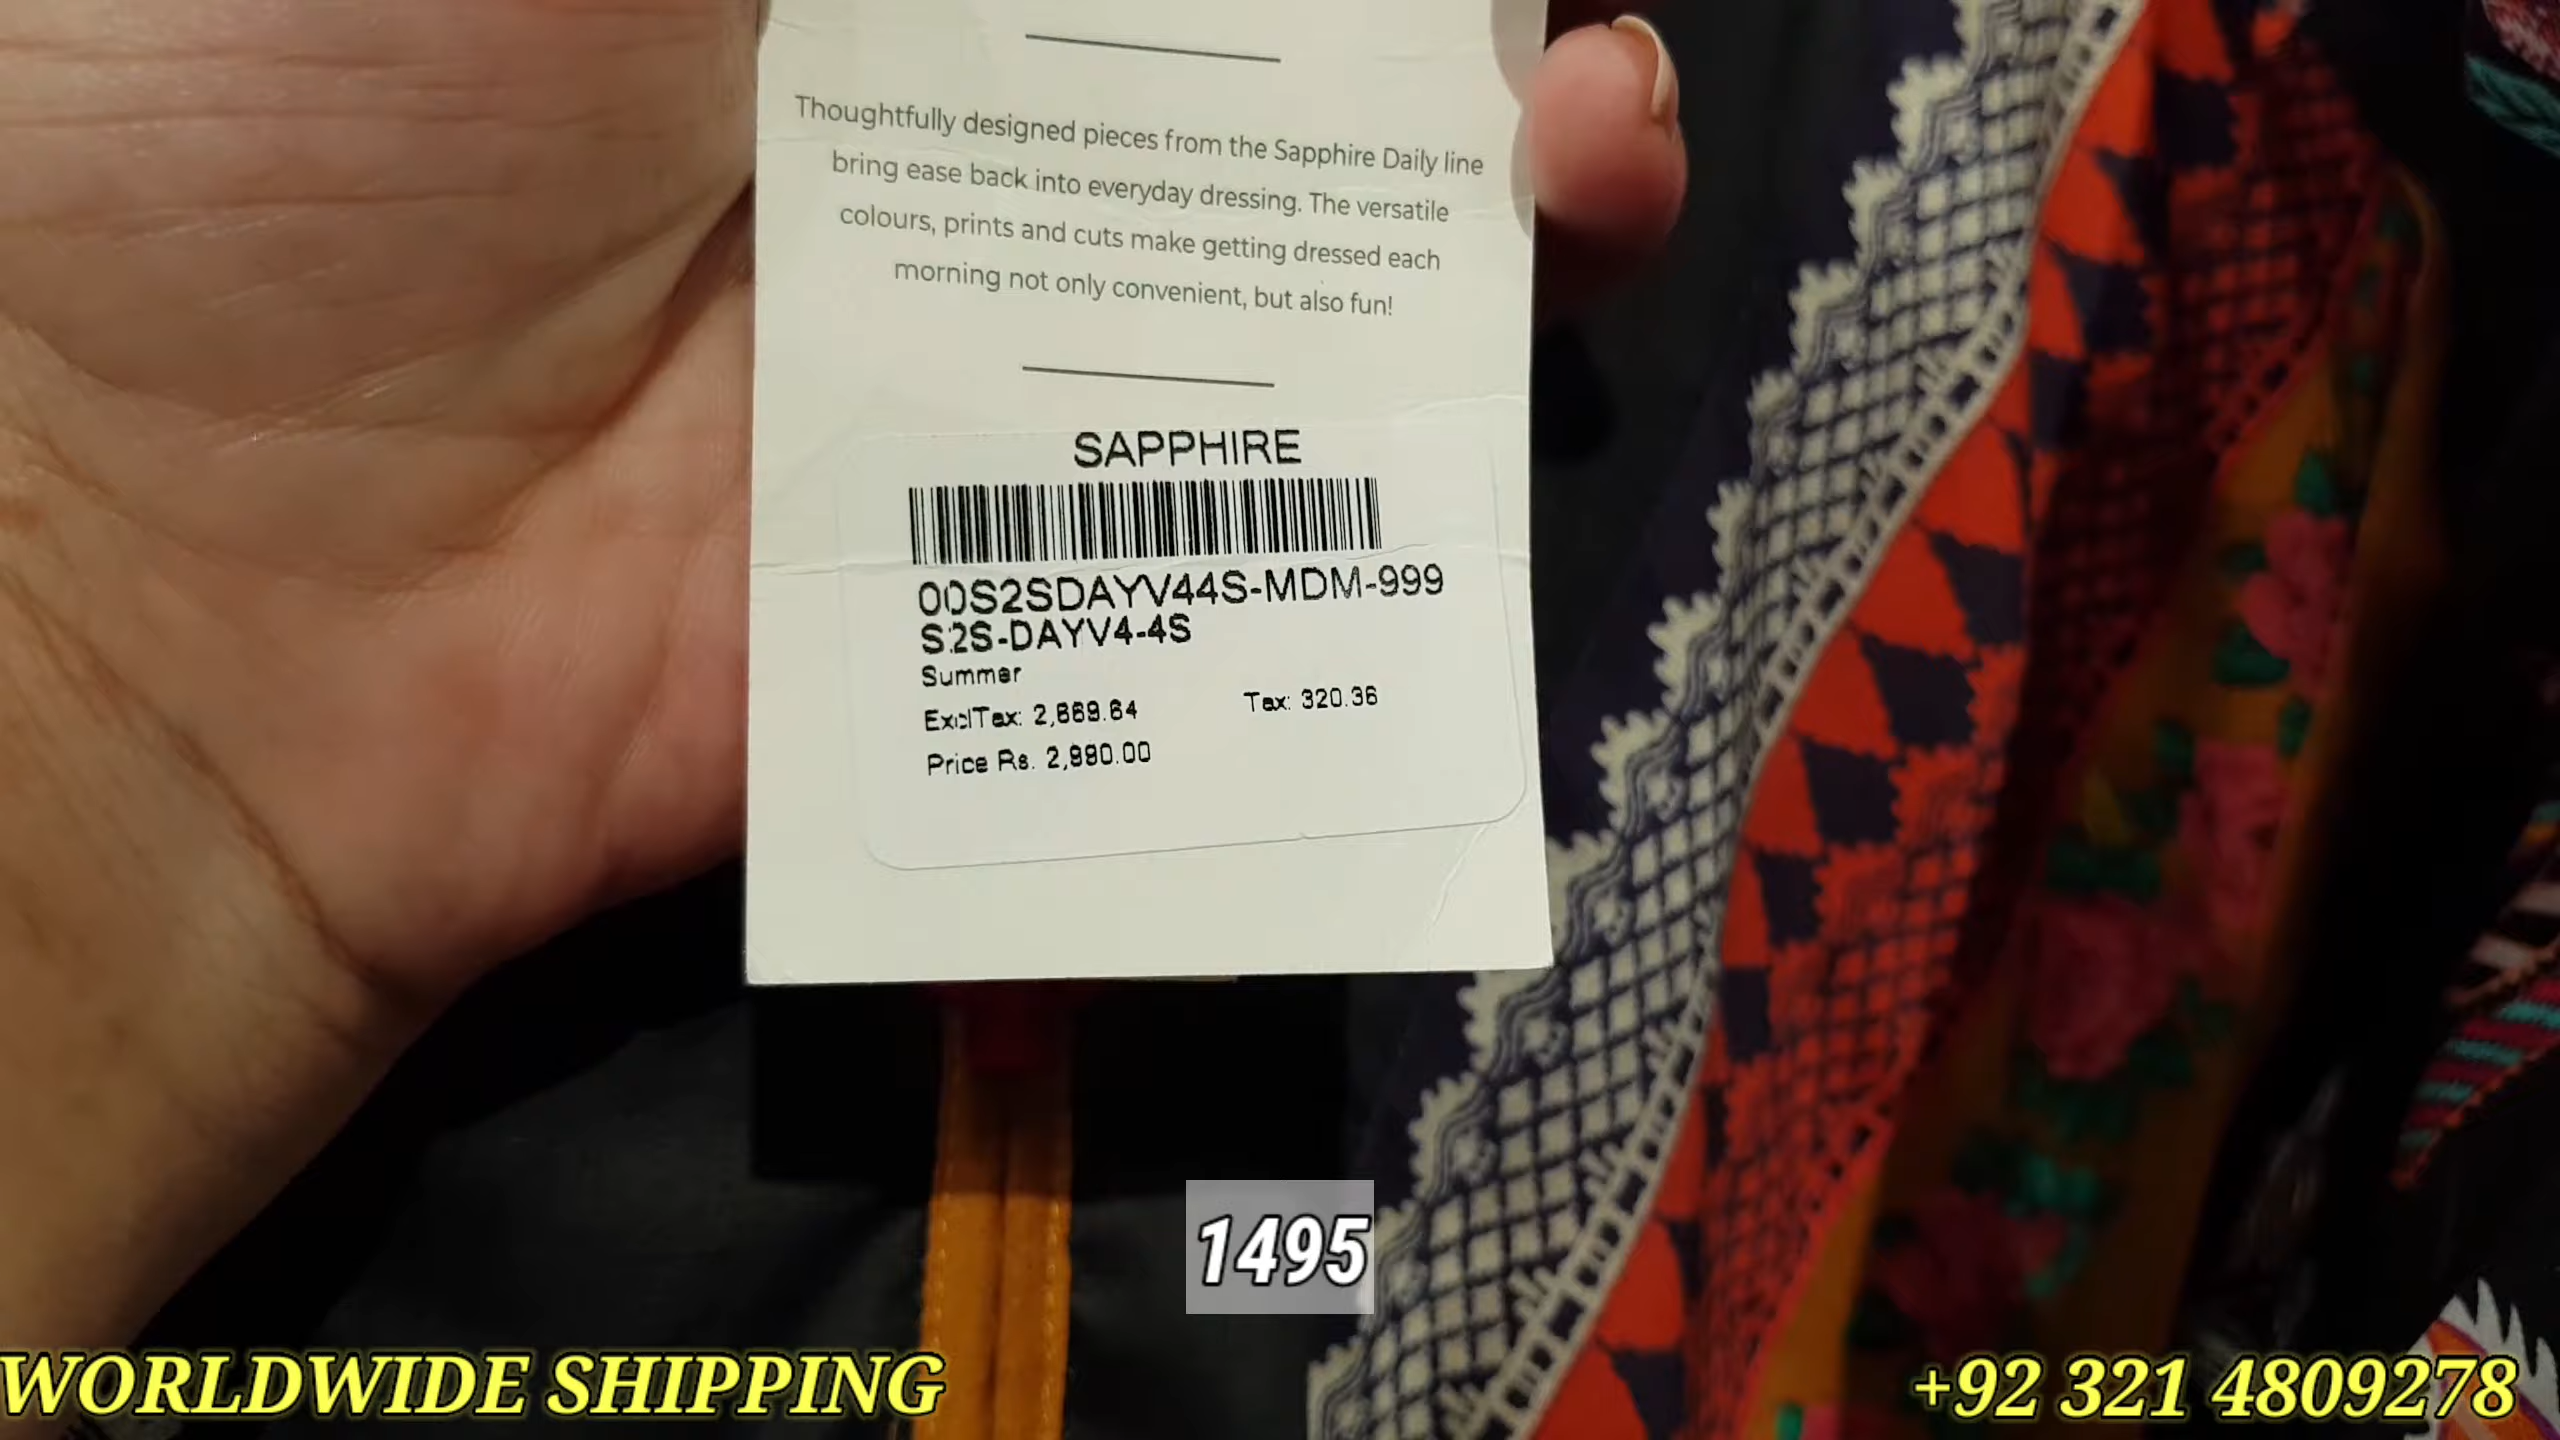 Thoughtfully designed pieces from the Sapphire Daily line
bring ease back into everyday dressing. The versatile
colours, prints and cuts make getting dressed each
morning not only convenient, but also fun!
SAPPHIRE
00S2SDAYV44S-MDM-999
S2S-DAYV4-4S
Summer
ExclTax: 2,669.64 Tax: 320.36
Price Rs. 2,990.00
1495
WORLDWIDE SHIPPING +92 321 4809278